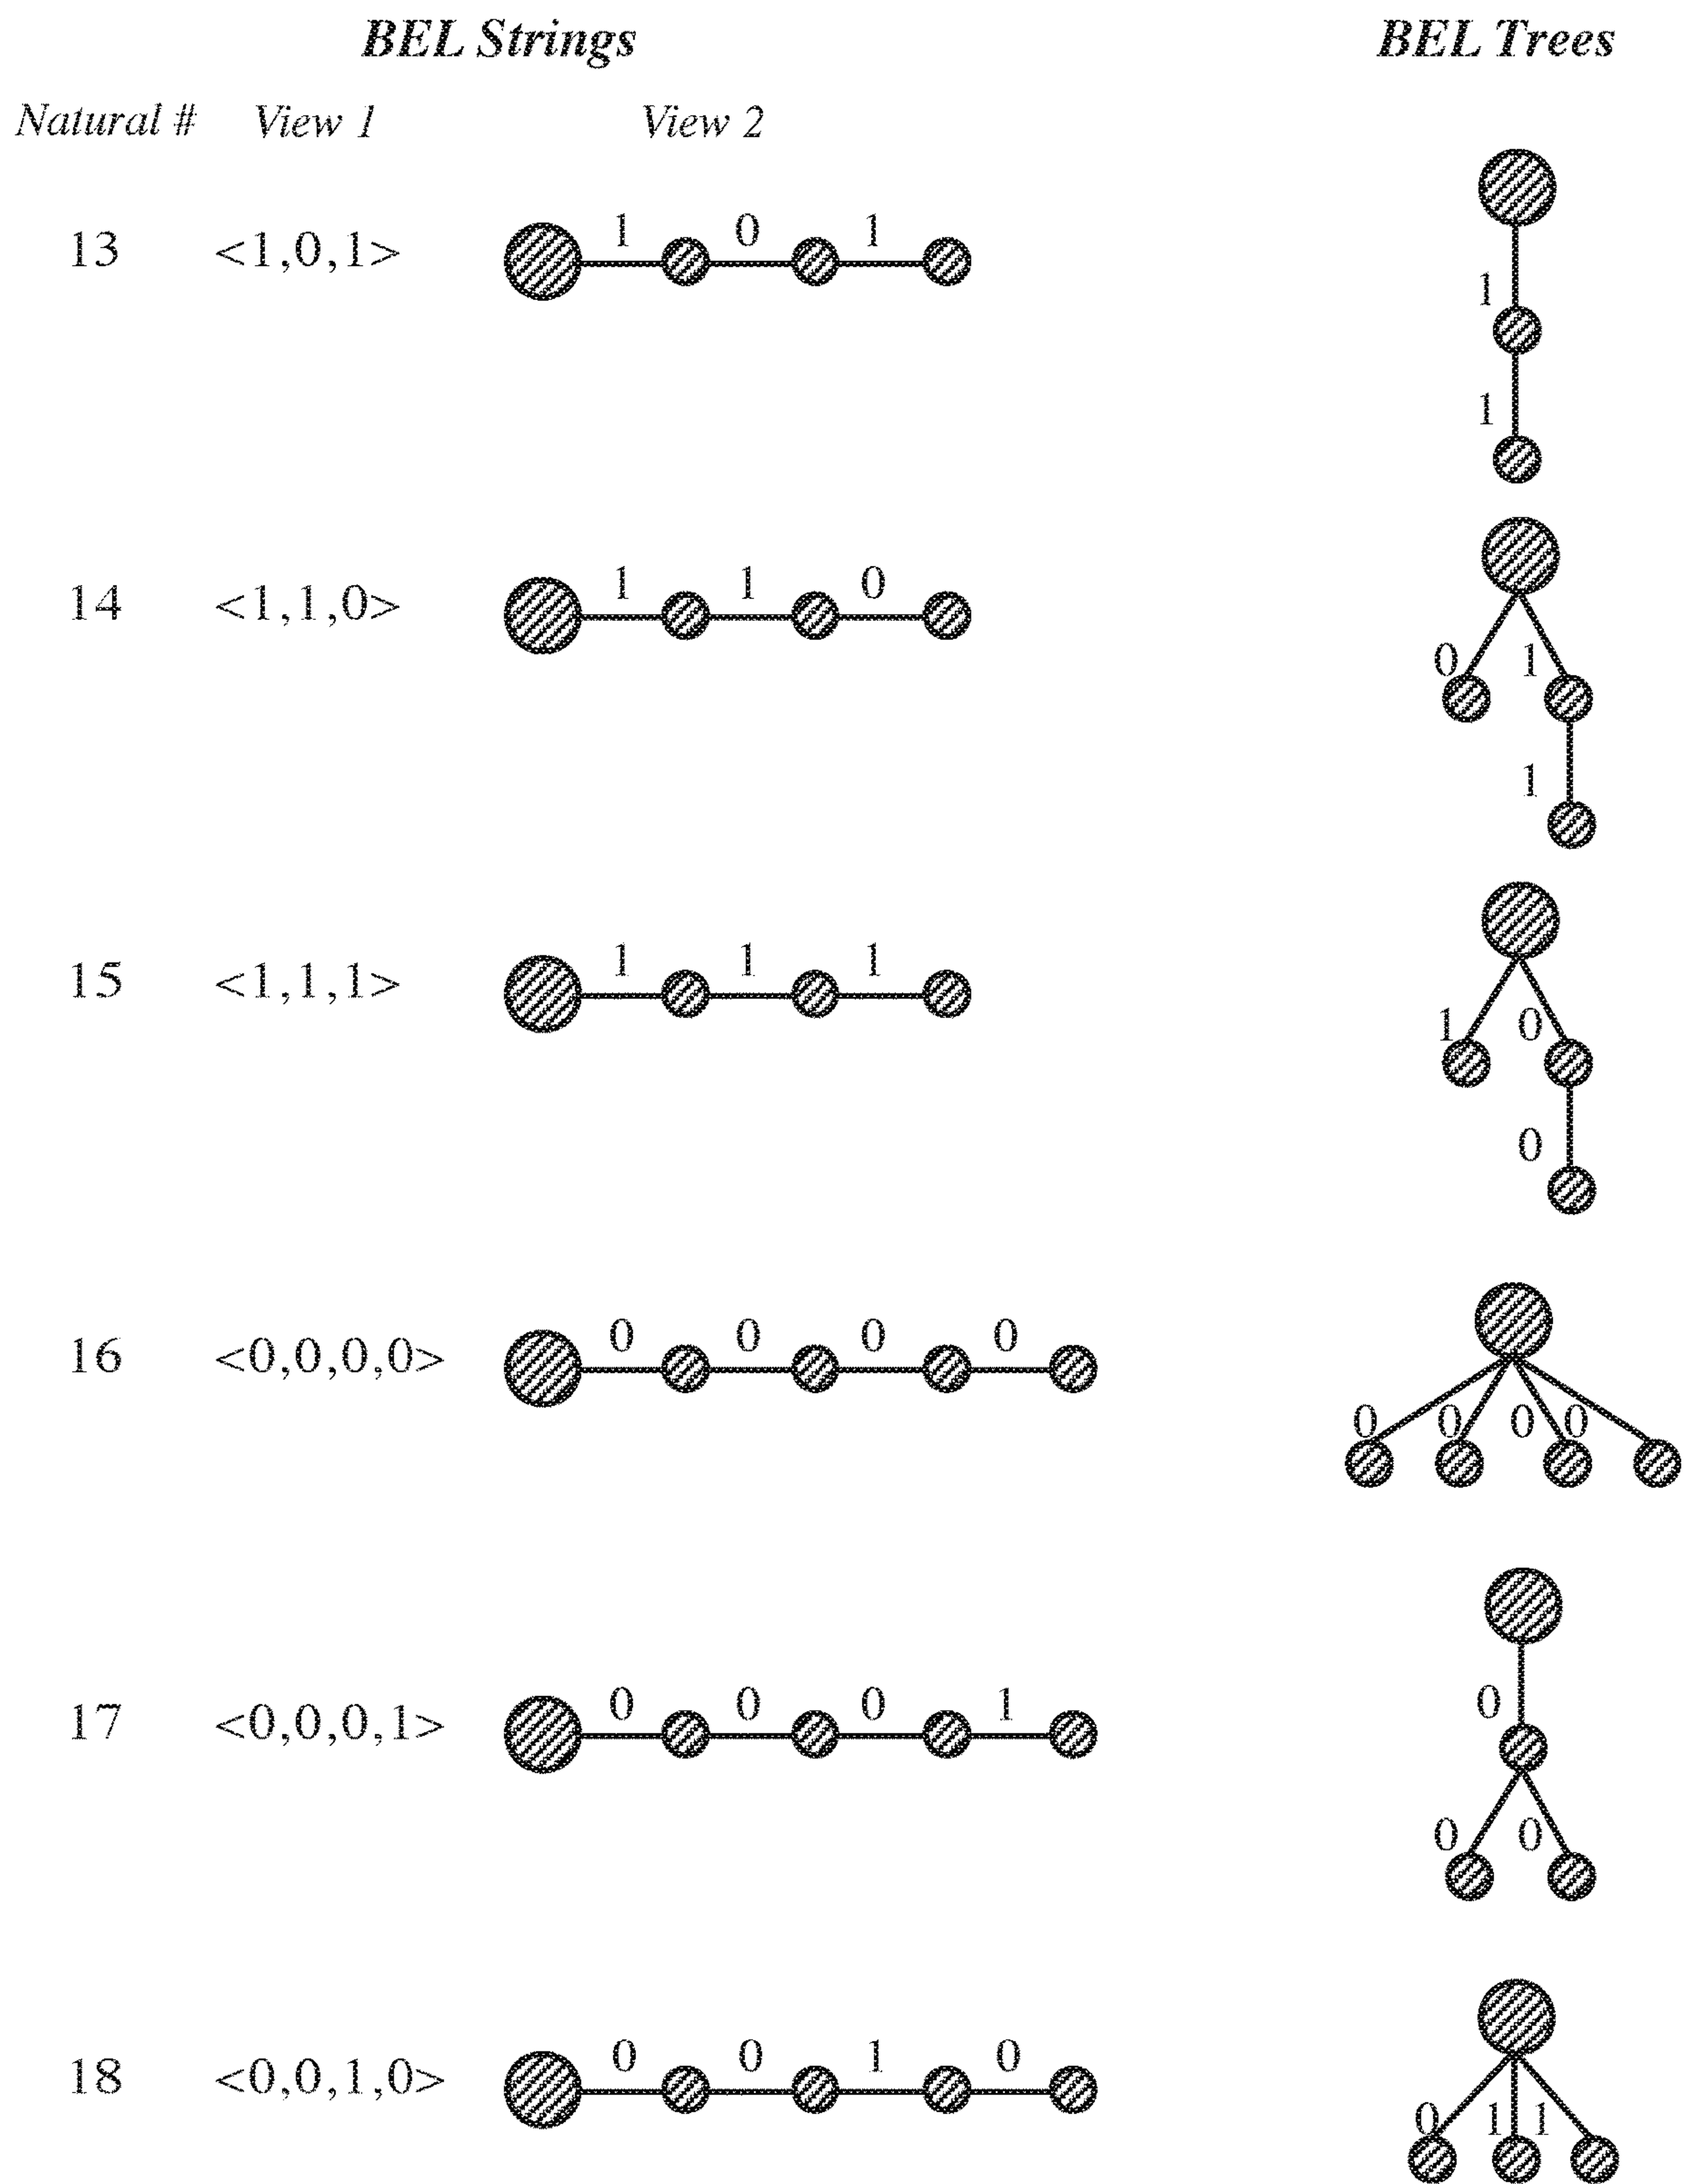 BEL Strings BEL Trees
Natural # View 1 View 2
13 <1,0,1> 1 0 1
1
1
14 <1,1,0> 1 1 0
0 1
1
15 <1,1,1> 1 1 1
1 0
0
16 <0,0,0,0> 0 0 0 0
0 0 0 0
17 <0,0,0,1> 0 0 0 1
0
0 0
18 <0,0,1,0> 0 0 1 0
0 1 1